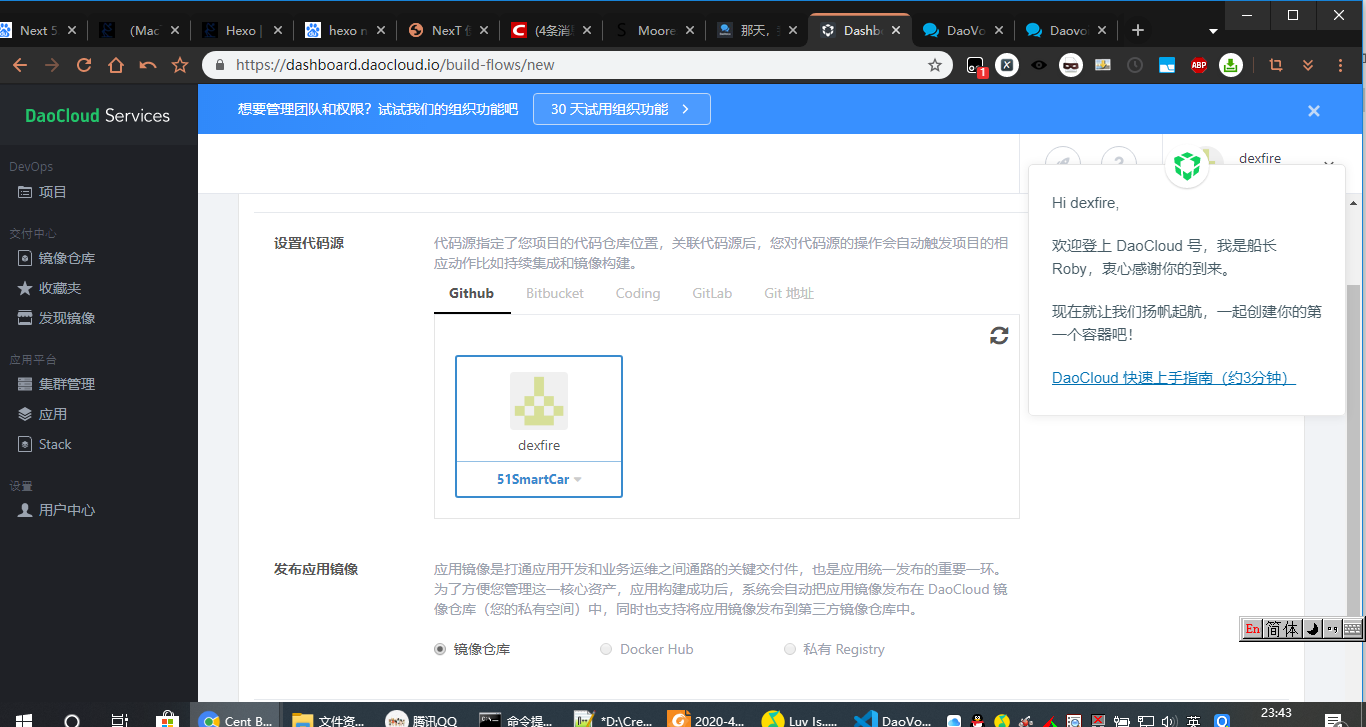 Next 5
(Mac
Hexo |
hexo n
NexT
(4条消
Moore
那天，
Dashb
DaoVo
Daovo
https://dashboard.daocloud.io/build-flows/new
1
ABP
DaoCloud Services
想要管理团队和权限？试试我们的组织功能吧
30 天试用组织功能
DevOps
项目
交付中心
镜像仓库
收藏夹
发现镜像
应用平台
集群管理
应用
Stack
设置
用户中心
dexfire
Hi dexfire,
欢迎登上 DaoCloud 号，我是船长
Roby，衷心感谢你的到来。
现在就让我们扬帆起航，一起创建你的第
一个容器吧！
DaoCloud 快速上手指南（约3分钟）
设置代码源
代码源指定了您项目的代码仓库位置，关联代码源后，您对代码源的操作会自动触发项目的相
应动作比如持续集成和镜像构建。
Github
Bitbucket
Coding
GitLab
Git 地址
dexfire
51SmartCar
发布应用镜像
应用镜像是打通应用开发和业务运维之间通路的关键交付件，也是应用统一发布的重要一环。
为了方便您管理这一核心资产，应用构建成功后，系统会自动把应用镜像发布在 DaoCloud 镜
像仓库（您的私有空间）中，同时也支持将应用镜像发布到第三方镜像仓库中。
镜像仓库
Docker Hub
私有 Registry
En 简体
Cent B...
文件资...
腾讯QQ
命令提...
*D:\Cre...
2020-4...
Luv Is....
DaoVo...
英
23:43